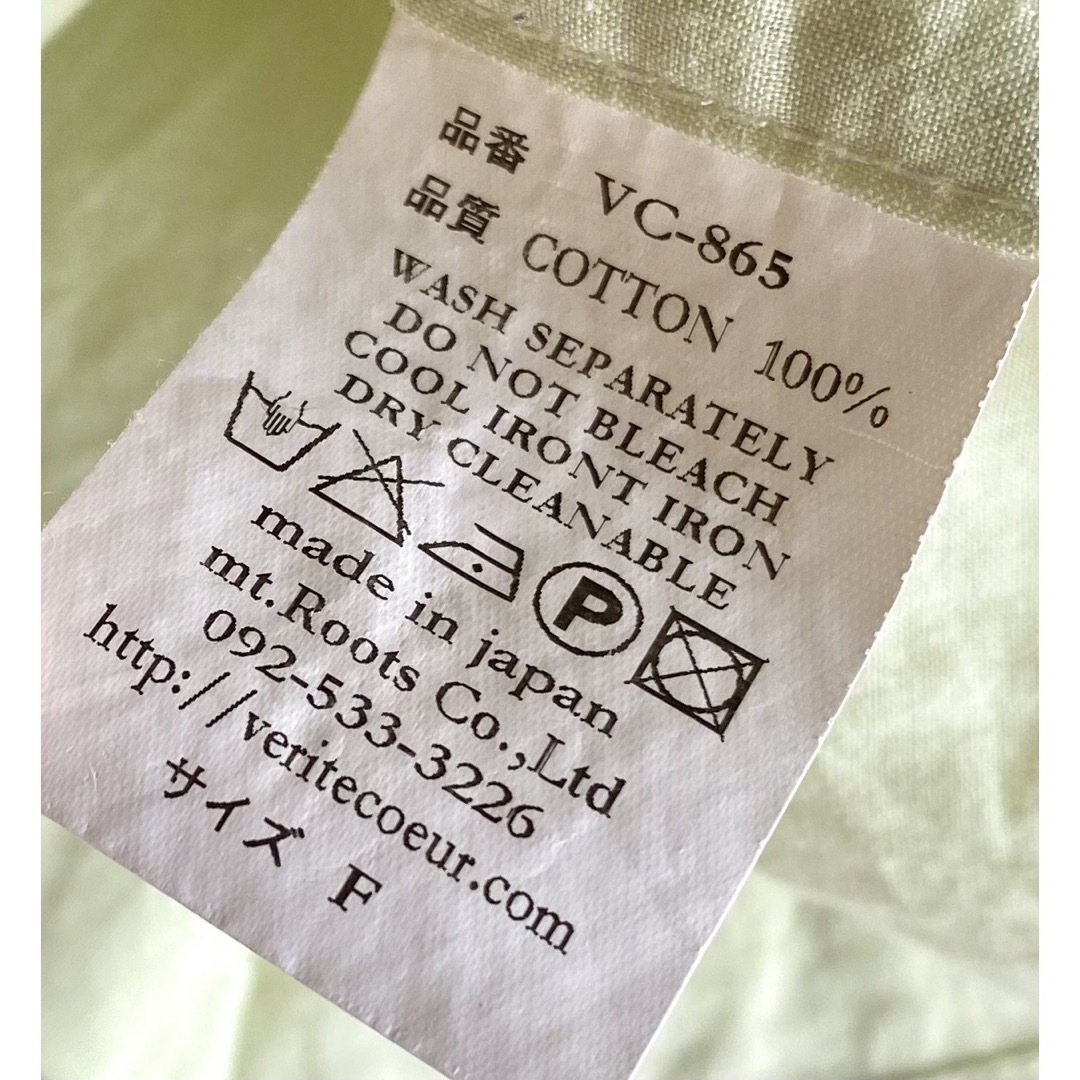 品番 VC-865
品質 COTTON 100%
WASH SEPARATELY
DO NOT BLEACH
COOL IRONT IRON
DRY CLEANABLE
P
made in japan
mt.Roots Co.,Ltd
092-533-3226
http://veritecoeur.com
サイズ F